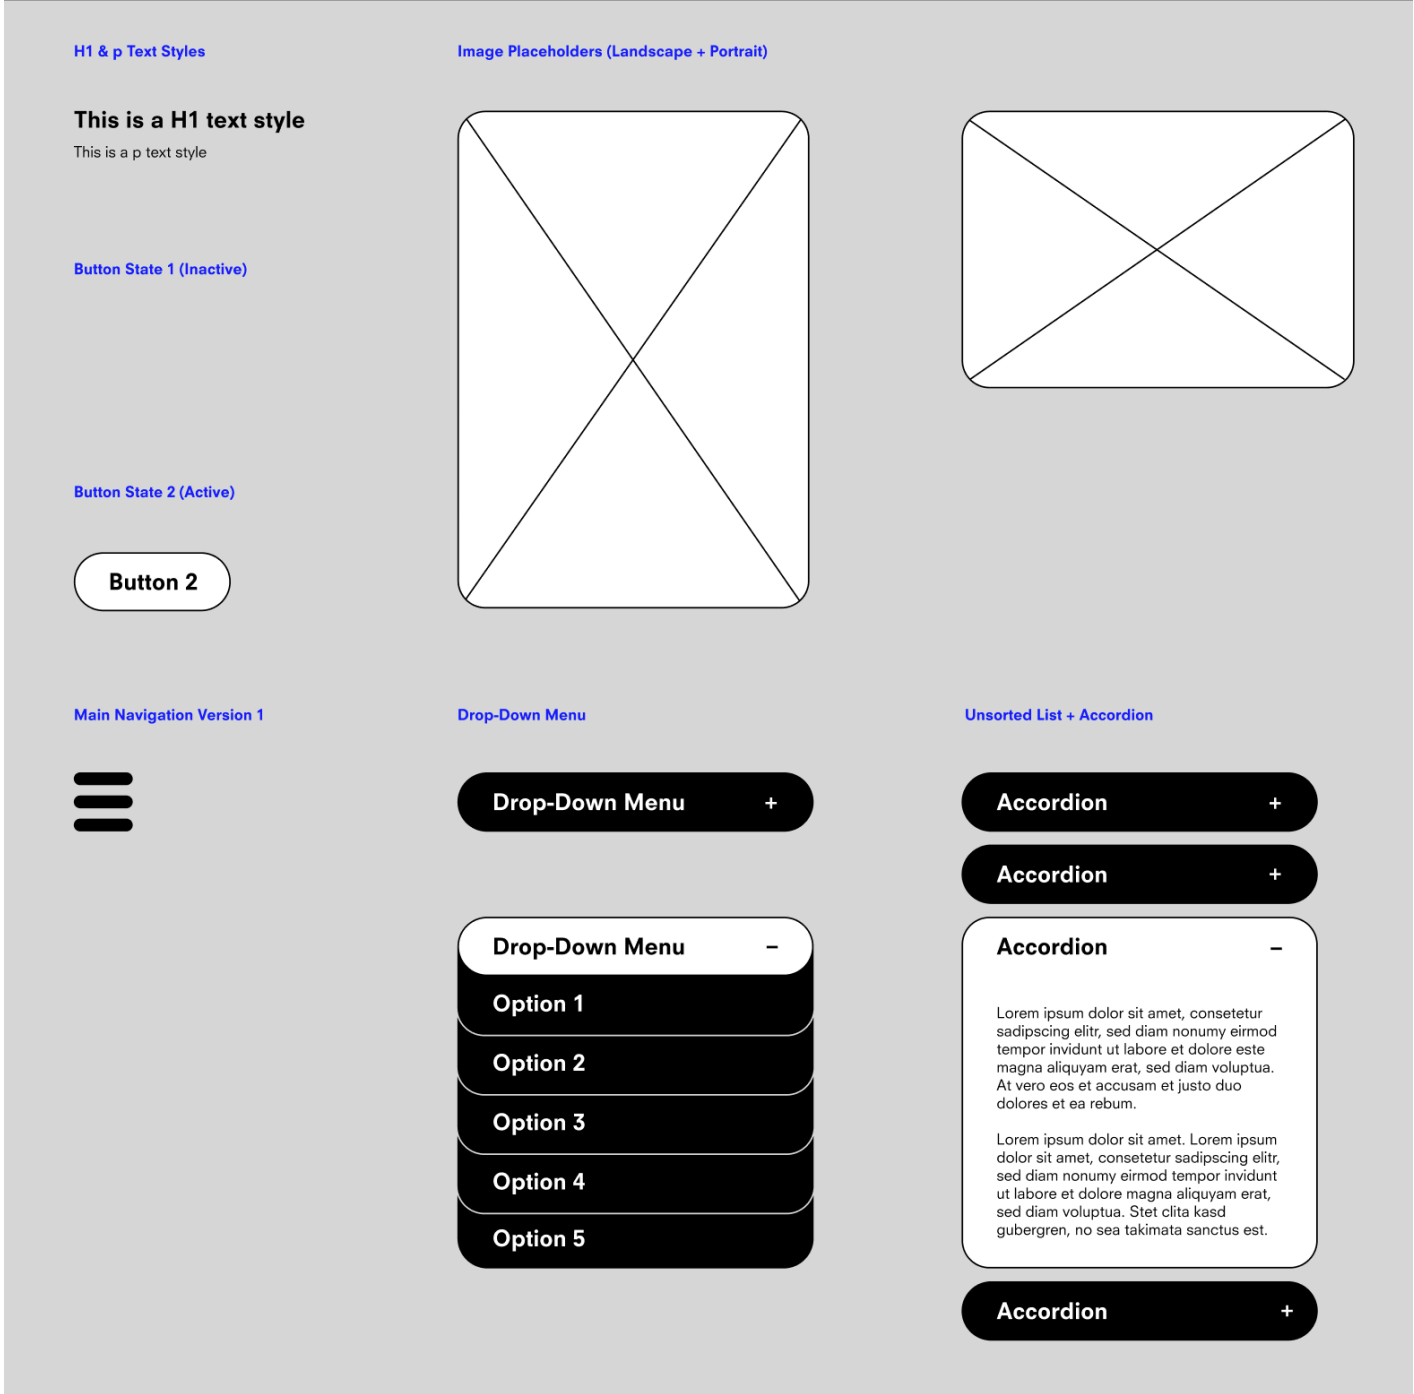 H1 & p Text Styles
Image Placeholders (Landscape + Portrait)
This is a H1 text style
This is a p text style
Button State 1 (Inactive)
Button State 2 (Active)
Button 2
Main Navigation Version 1
Drop-Down Menu
Drop-Down Menu +
Drop-Down Menu –
Option 1
Option 2
Option 3
Option 4
Option 5
Unsorted List + Accordion
Accordion +
Accordion +
Accordion –
Lorem ipsum dolor sit amet, consetetur
sadipscing elitr, sed diam nonumy eirmod
tempor invidunt ut labore et dolore este
magna aliquyam erat, sed diam voluptua.
At vero eos et accusam et justo duo
dolores et ea rebum.
Lorem ipsum dolor sit amet. Lorem ipsum
dolor sit amet, consetetur sadipscing elitr,
sed diam nonumy eirmod tempor invidunt
ut labore et dolore magna aliquyam erat,
sed diam voluptua. Stet clita kasd
gubergren, no sea takimata sanctus est.
Accordion +